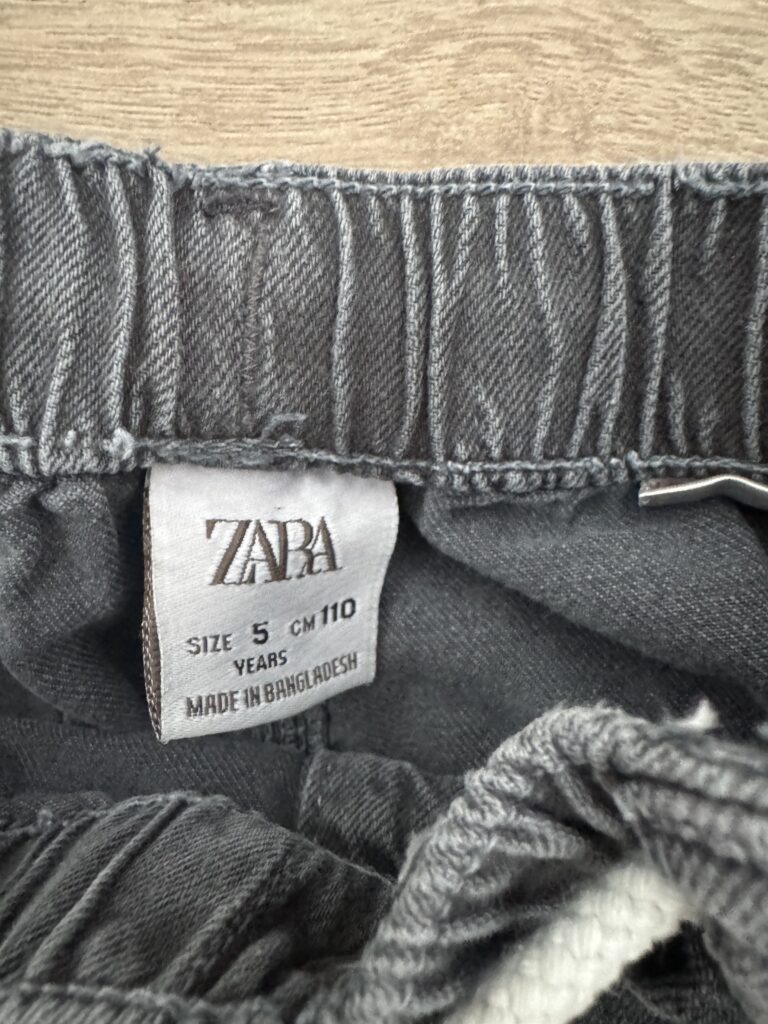 ZARA
SIZE 5 CM 110
YEARS
MADE IN BANGLADESH